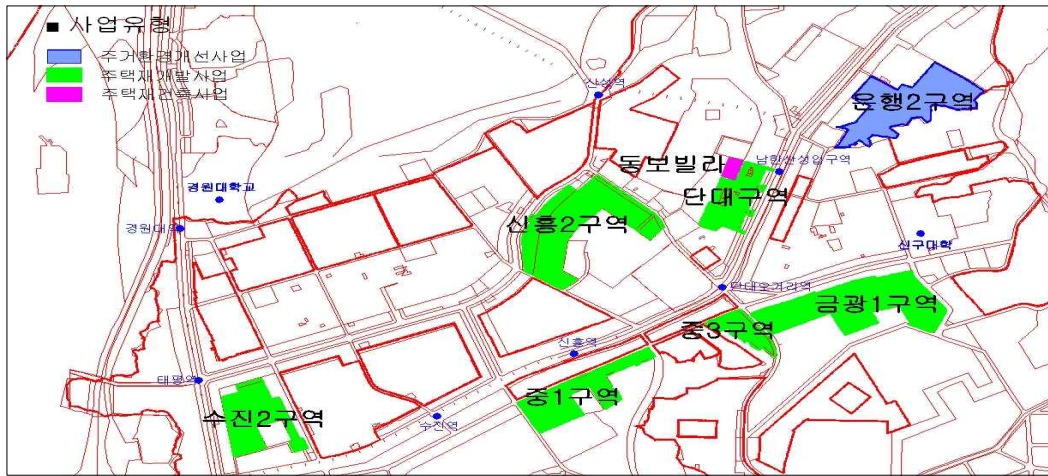 ■ 사업유형
주거환경개선사업
주택재개발사업
주택재건축사업
산성역
은행2구역
동보빌라
남한산성입구역
경원대학교
단대구역
신흥2구역
경원대역
신구대학
단대오거리역
금광1구역
중3구역
신흥역
태평역
중1구역
수진2구역
수진역